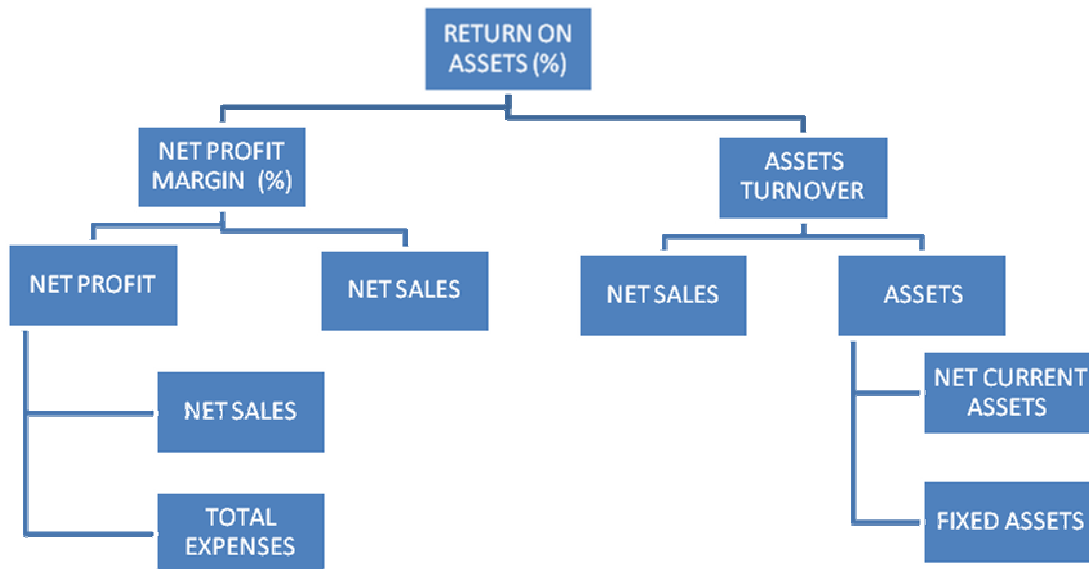 RETURN ON
ASSETS (%)
NET PROFIT
MARGIN (%)
ASSETS
TURNOVER
NET PROFIT
NET SALES
NET SALES
ASSETS
NET SALES
NET CURRENT
ASSETS
TOTAL
EXPENSES
FIXED ASSETS